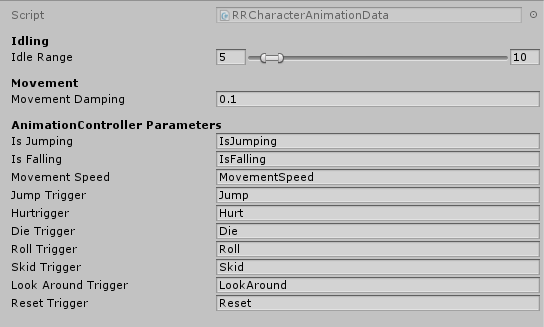 Script RRCharacterAnimationData
Idling
Idle Range 5 10
Movement
Movement Damping 0.1
AnimationController Parameters
Is Jumping IsJumping
Is Falling IsFalling
Movement Speed MovementSpeed
Jump Trigger Jump
Hurtrigger Hurt
Die Trigger Die
Roll Trigger Roll
Skid Trigger Skid
Look Around Trigger LookAround
Reset Trigger Reset